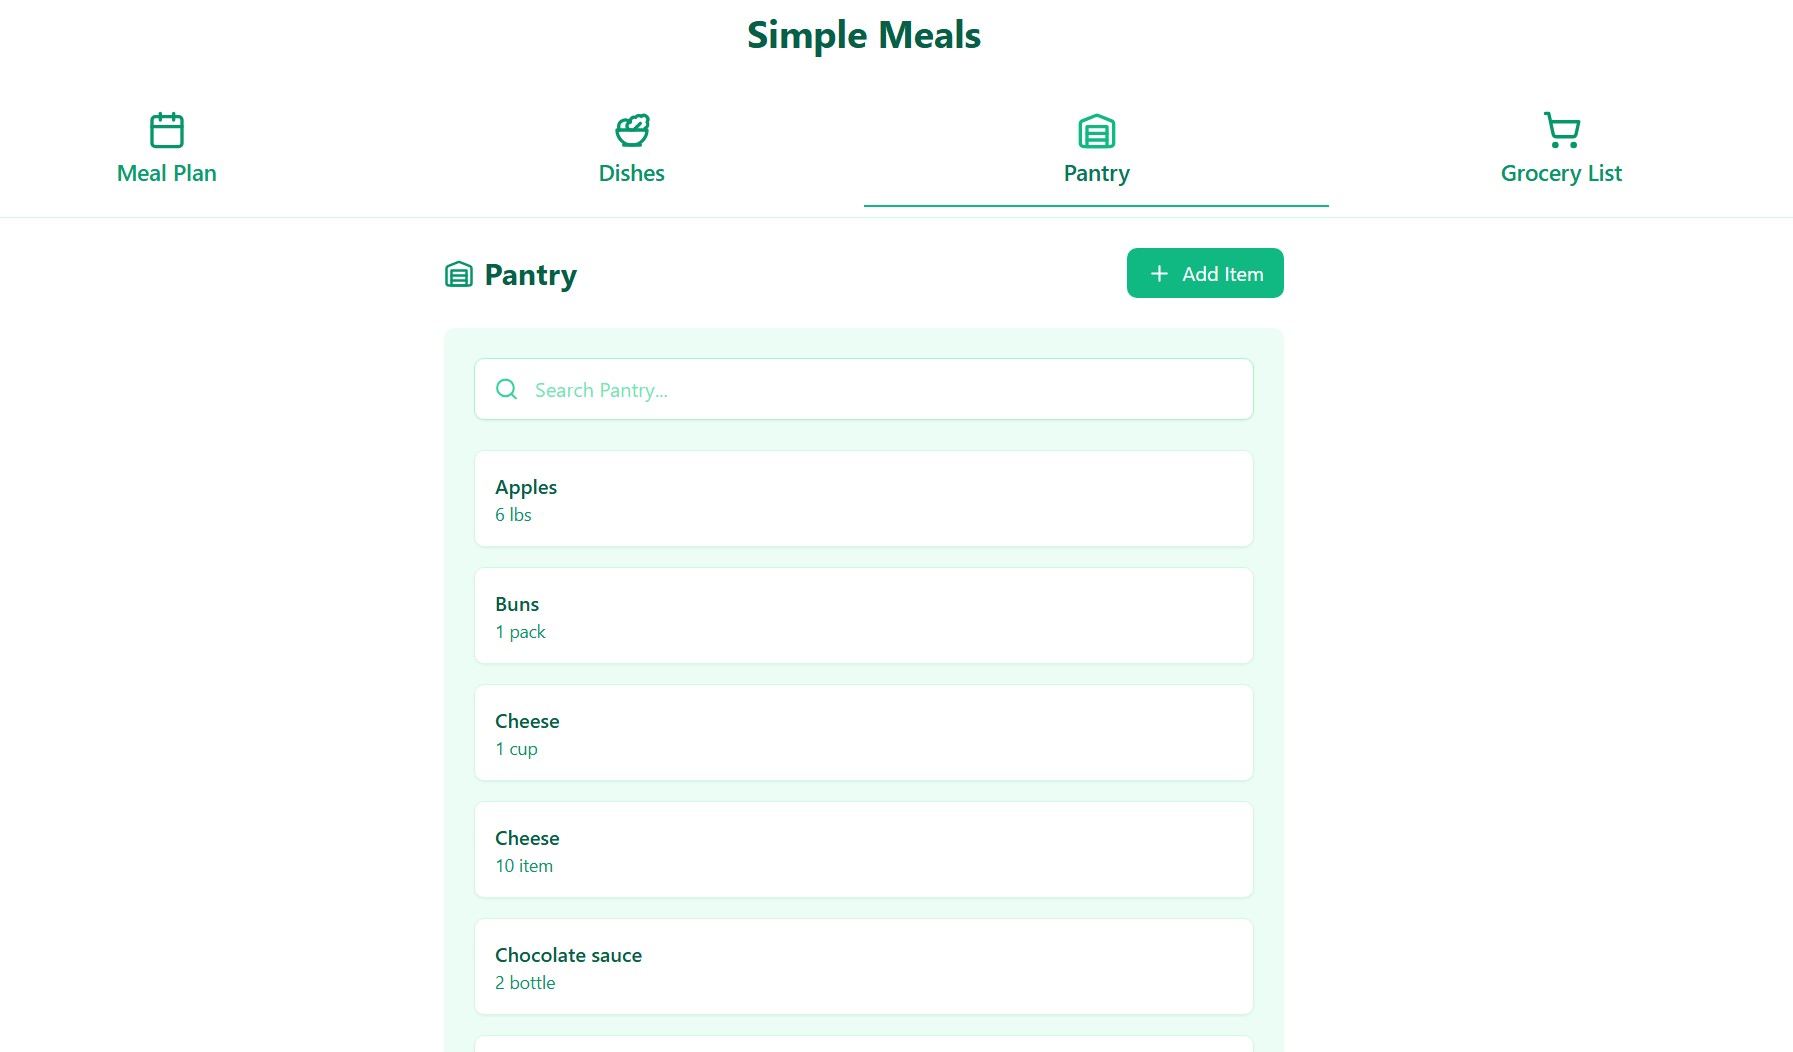 Simple Meals
Meal Plan
Dishes
Pantry
Grocery List
Pantry
Add Item
Search Pantry...
Apples
6 lbs
Buns
1 pack
Cheese
1 cup
Cheese
10 item
Chocolate sauce
2 bottle